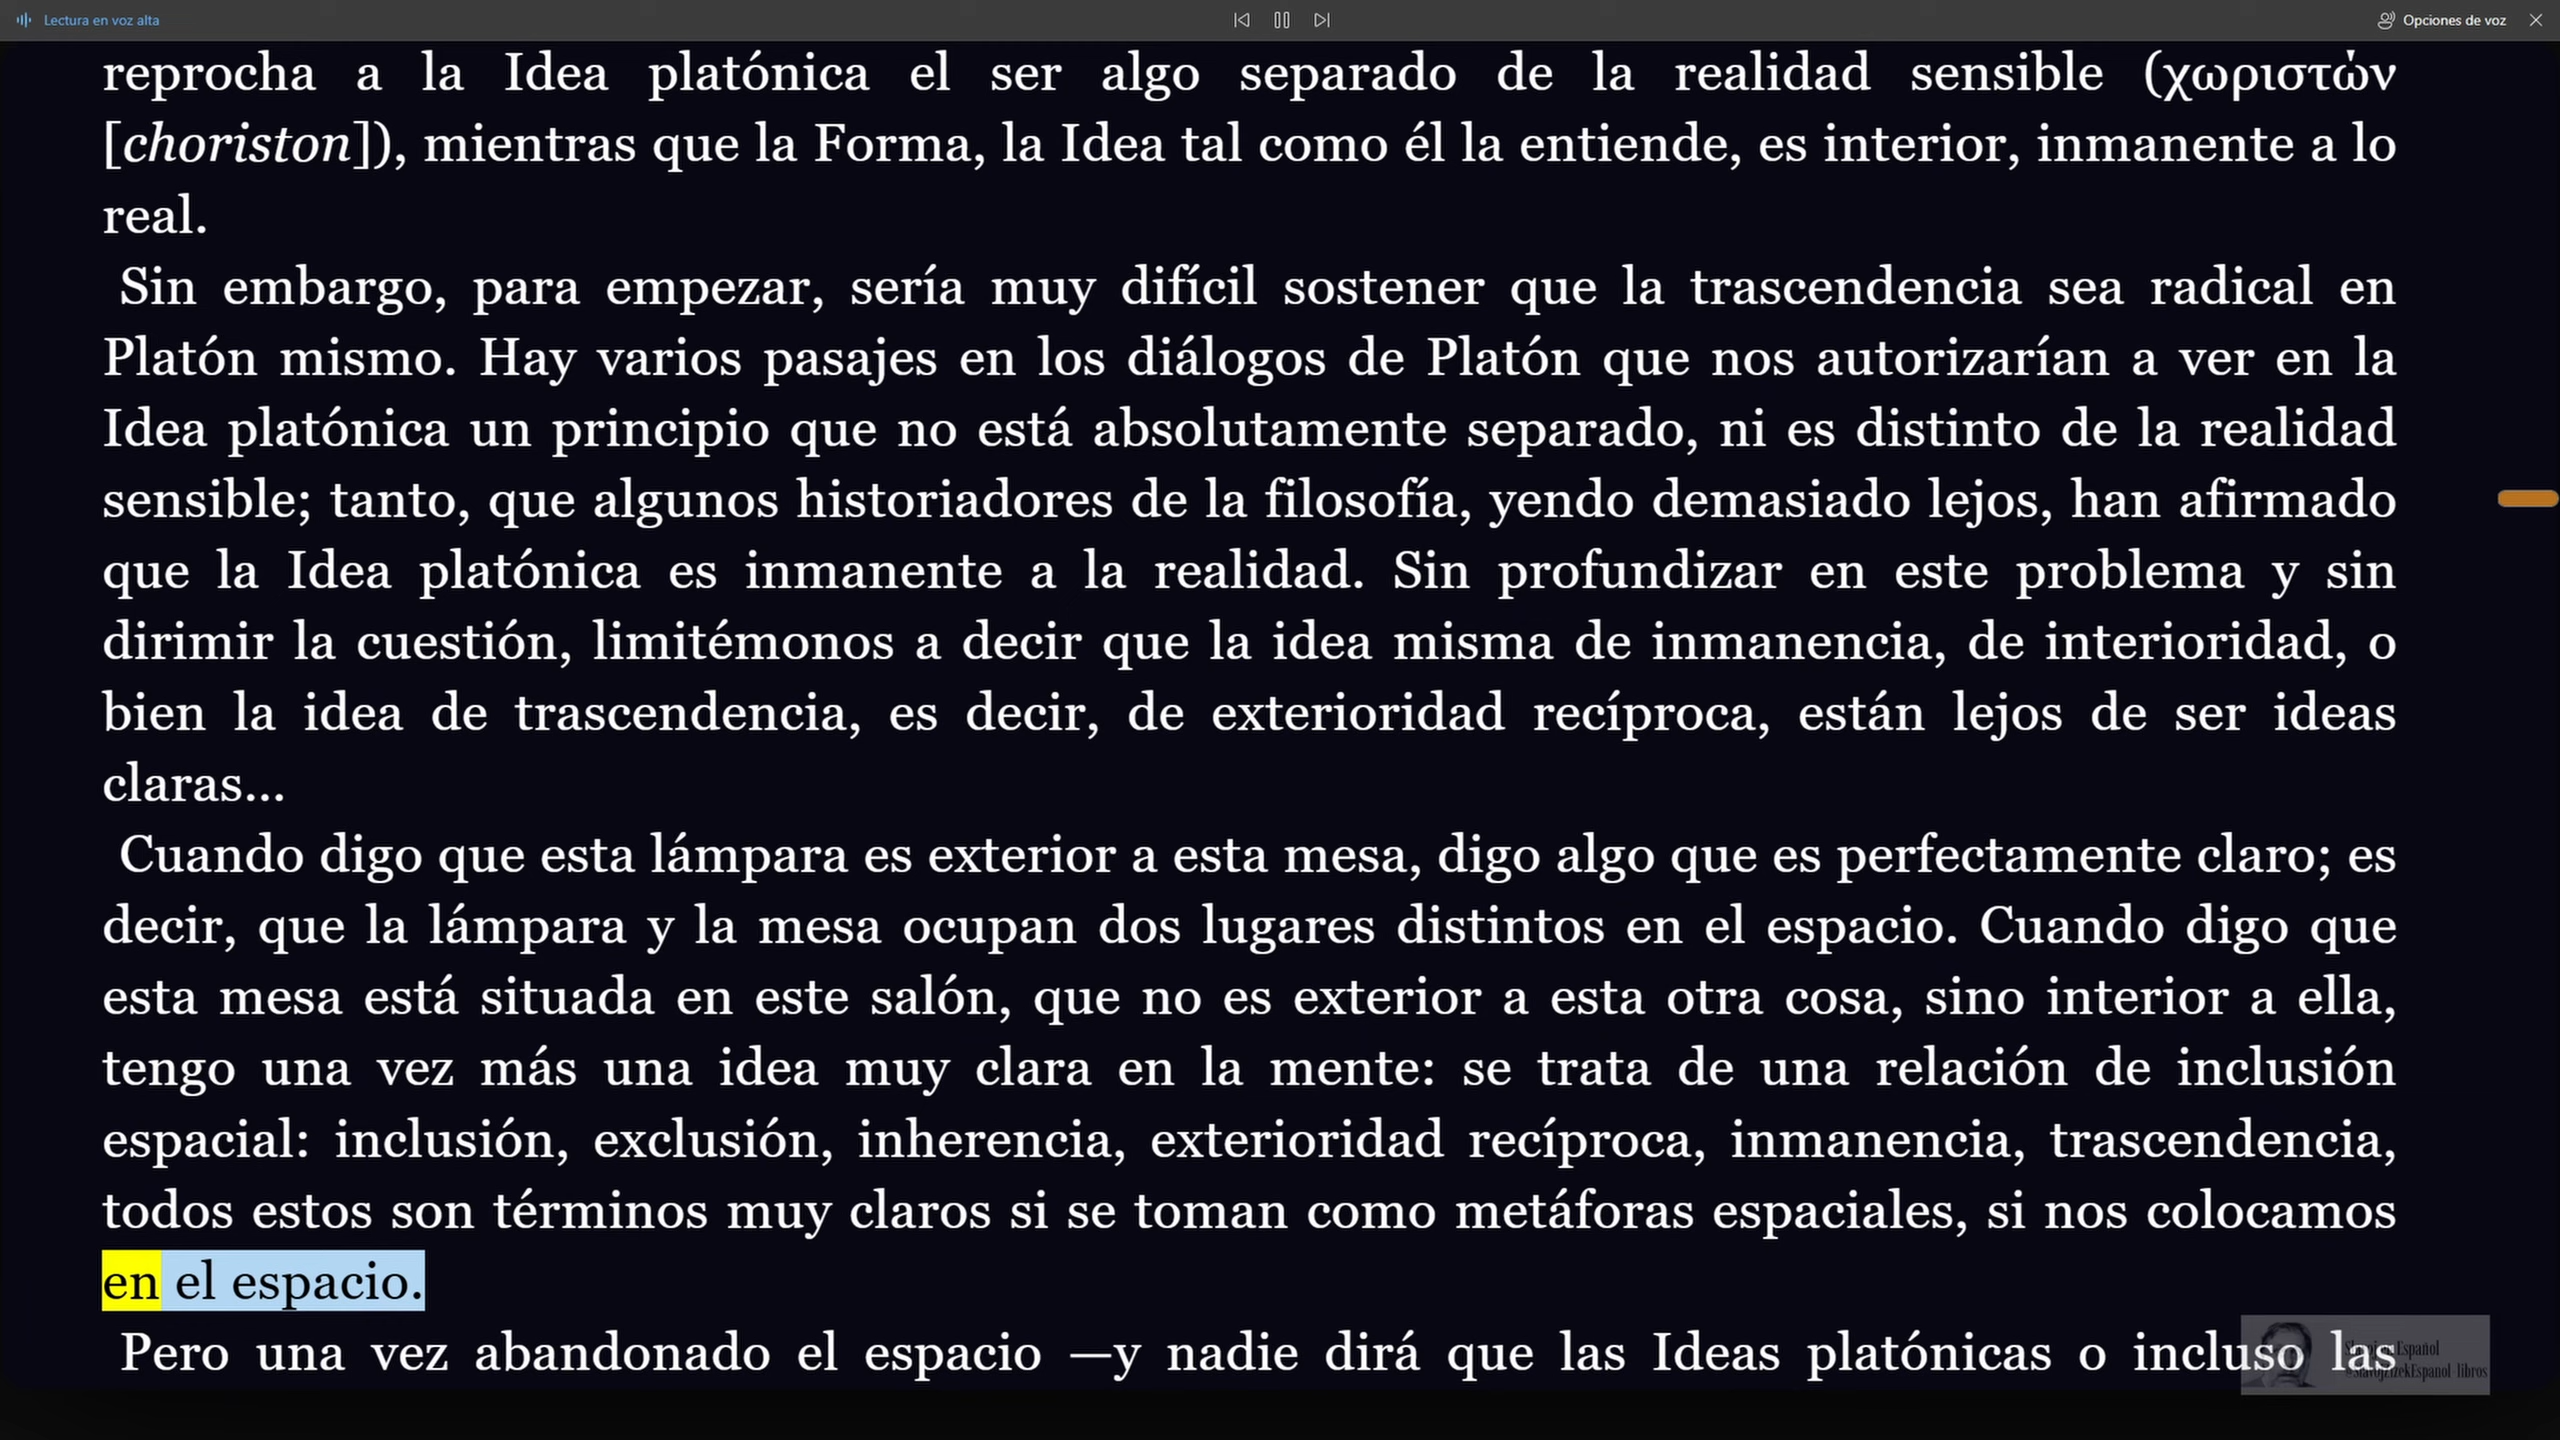 Lectura en voz alta
Opciones de voz
reprocha a la Idea platónica el ser algo separado de la realidad sensible (χωριστών
[choriston]), mientras que la Forma, la Idea tal como él la entiende, es interior, inmanente a lo
real.
Sin embargo, para empezar, sería muy difícil sostener que la trascendencia sea radical en
Platón mismo. Hay varios pasajes en los diálogos de Platón que nos autorizarían a ver en la
Idea platónica un principio que no está absolutamente separado, ni es distinto de la realidad
sensible; tanto, que algunos historiadores de la filosofía, yendo demasiado lejos, han afirmado
que la Idea platónica es inmanente a la realidad. Sin profundizar en este problema y sin
dirimir la cuestión, limitémonos a decir que la idea misma de inmanencia, de interioridad, o
bien la idea de trascendencia, es decir, de exterioridad recíproca, están lejos de ser ideas
claras...
Cuando digo que esta lámpara es exterior a esta mesa, digo algo que es perfectamente claro; es
decir, que la lámpara y la mesa ocupan dos lugares distintos en el espacio. Cuando digo que
esta mesa está situada en este salón, que no es exterior a esta otra cosa, sino interior a ella,
tengo una vez más una idea muy clara en la mente: se trata de una relación de inclusión
espacial: inclusión, exclusión, inherencia, exterioridad recíproca, inmanencia, trascendencia,
todos estos son términos muy claros si se toman como metáforas espaciales, si nos colocamos
en el espacio.
Pero una vez abandonado el espacio —y nadie dirá que las Ideas platónicas o incluso las
Español